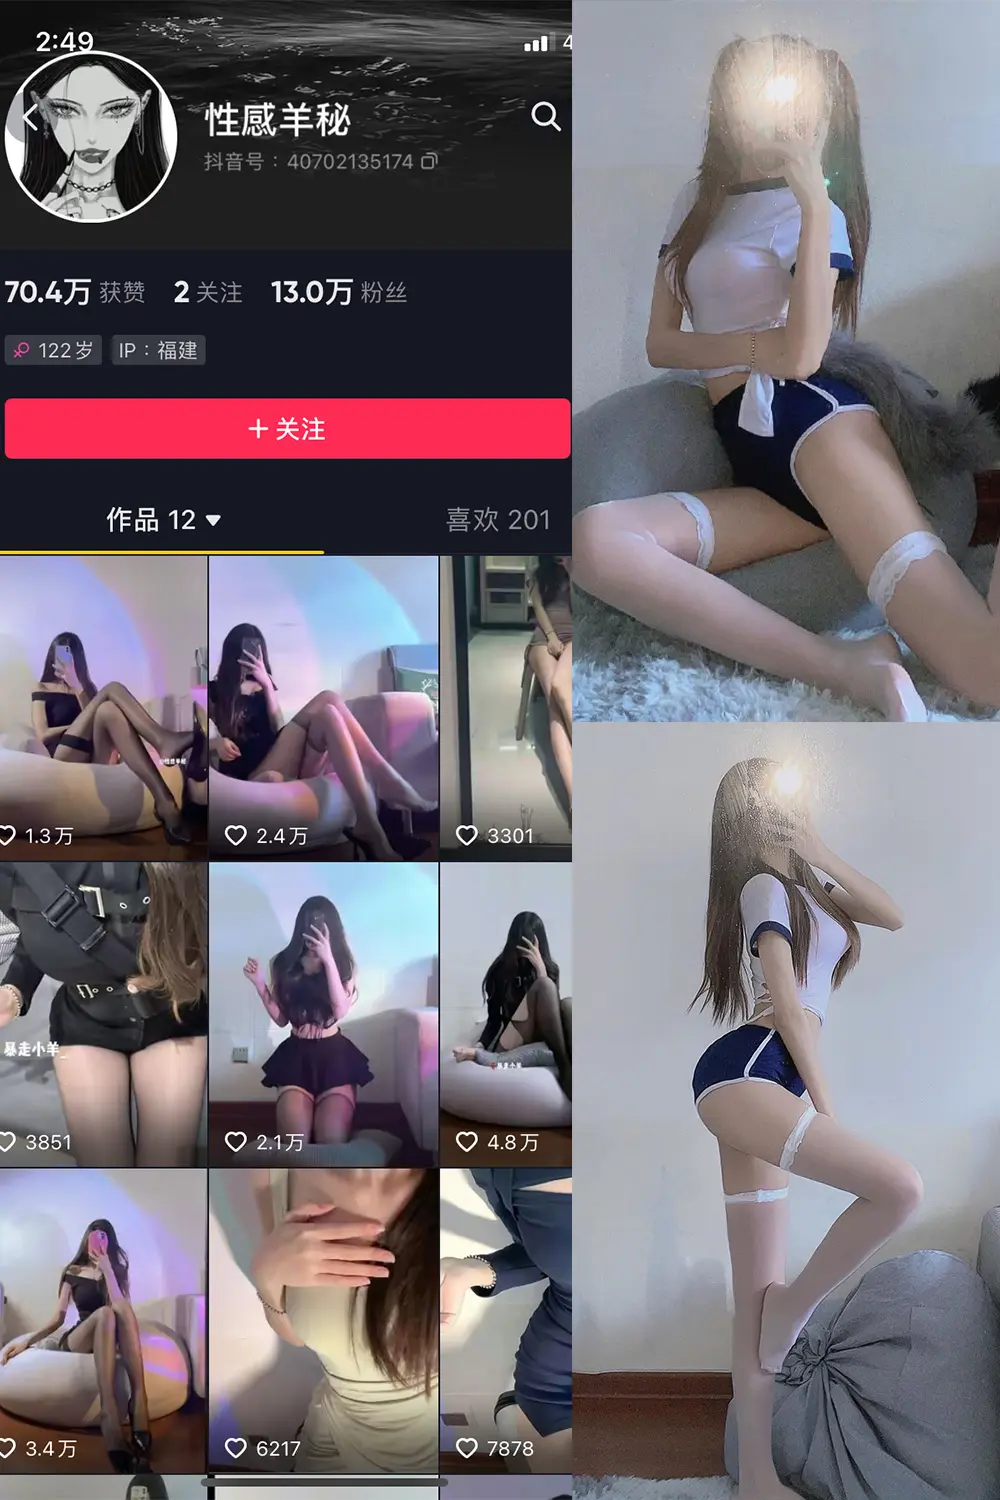 2:49
4
性感羊秘
抖音号：40702135174
70.4万 获赞 2 关注 13.0万 粉丝
122岁 IP：福建
+ 关注
作品 12 喜欢 201
1.3万 2.4万 3301
暴走小羊_
3851 2.1万 4.8万
3.4万 6217 7878